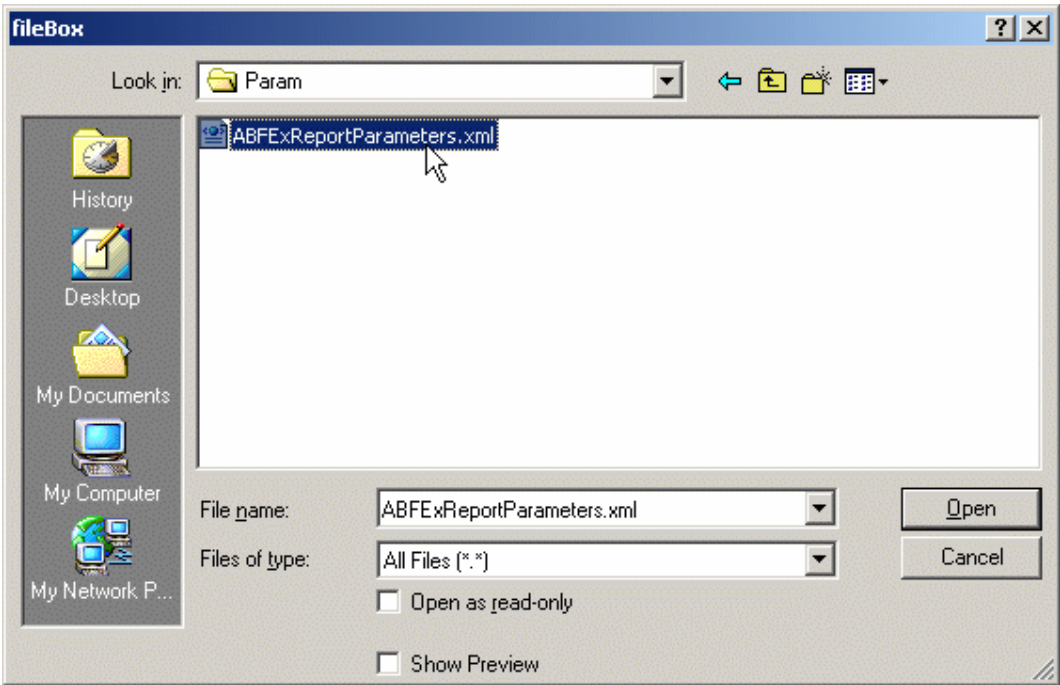 fileBox
Look in: Param
ABFExReportParameters.xml
History
Desktop
My Documents
My Computer
My Network P...
File name: ABFExReportParameters.xml Open
Files of type: All Files (*.*) Cancel
Open as read-only
Show Preview